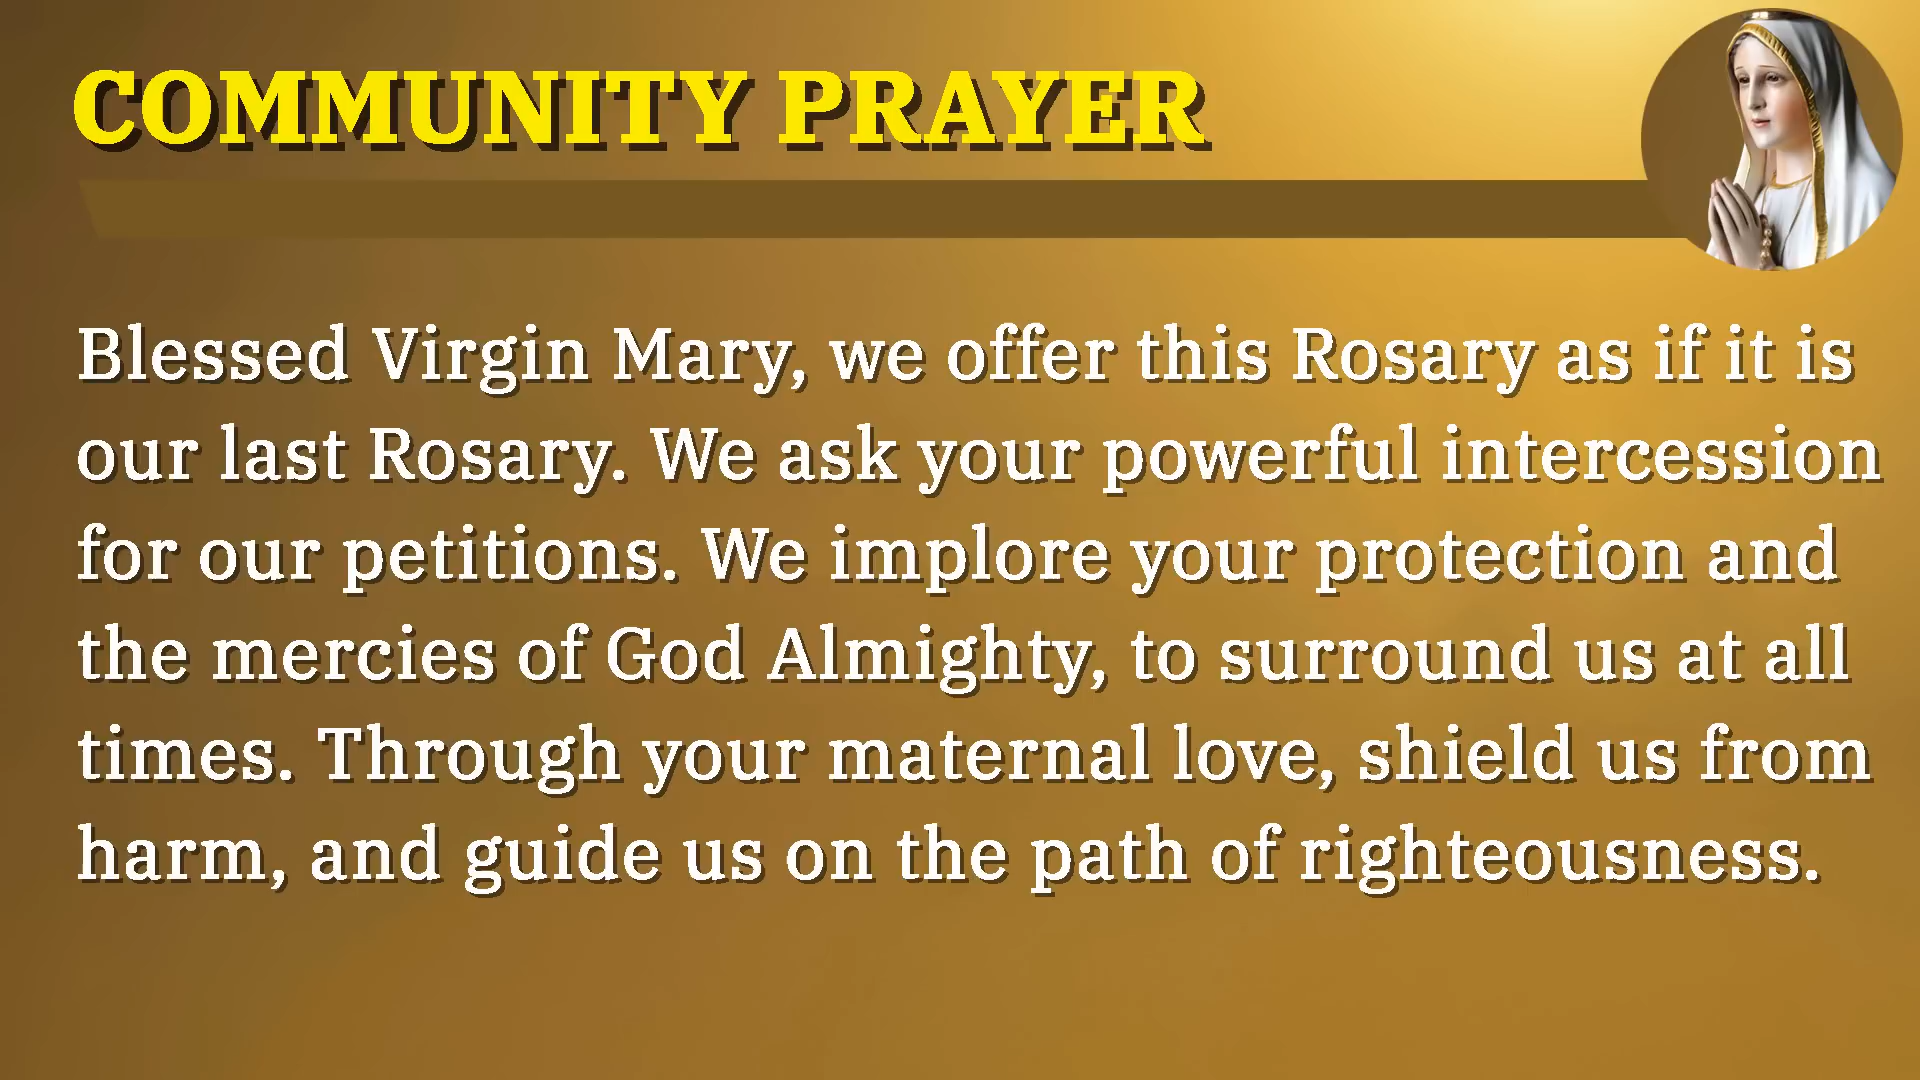 COMMUNITY PRAYER
Blessed Virgin Mary, we offer this Rosary as if it is
our last Rosary. We ask your powerful intercession
for our petitions. We implore your protection and
the mercies of God Almighty, to surround us at all
times. Through your maternal love, shield us from
harm, and guide us on the path of righteousness.